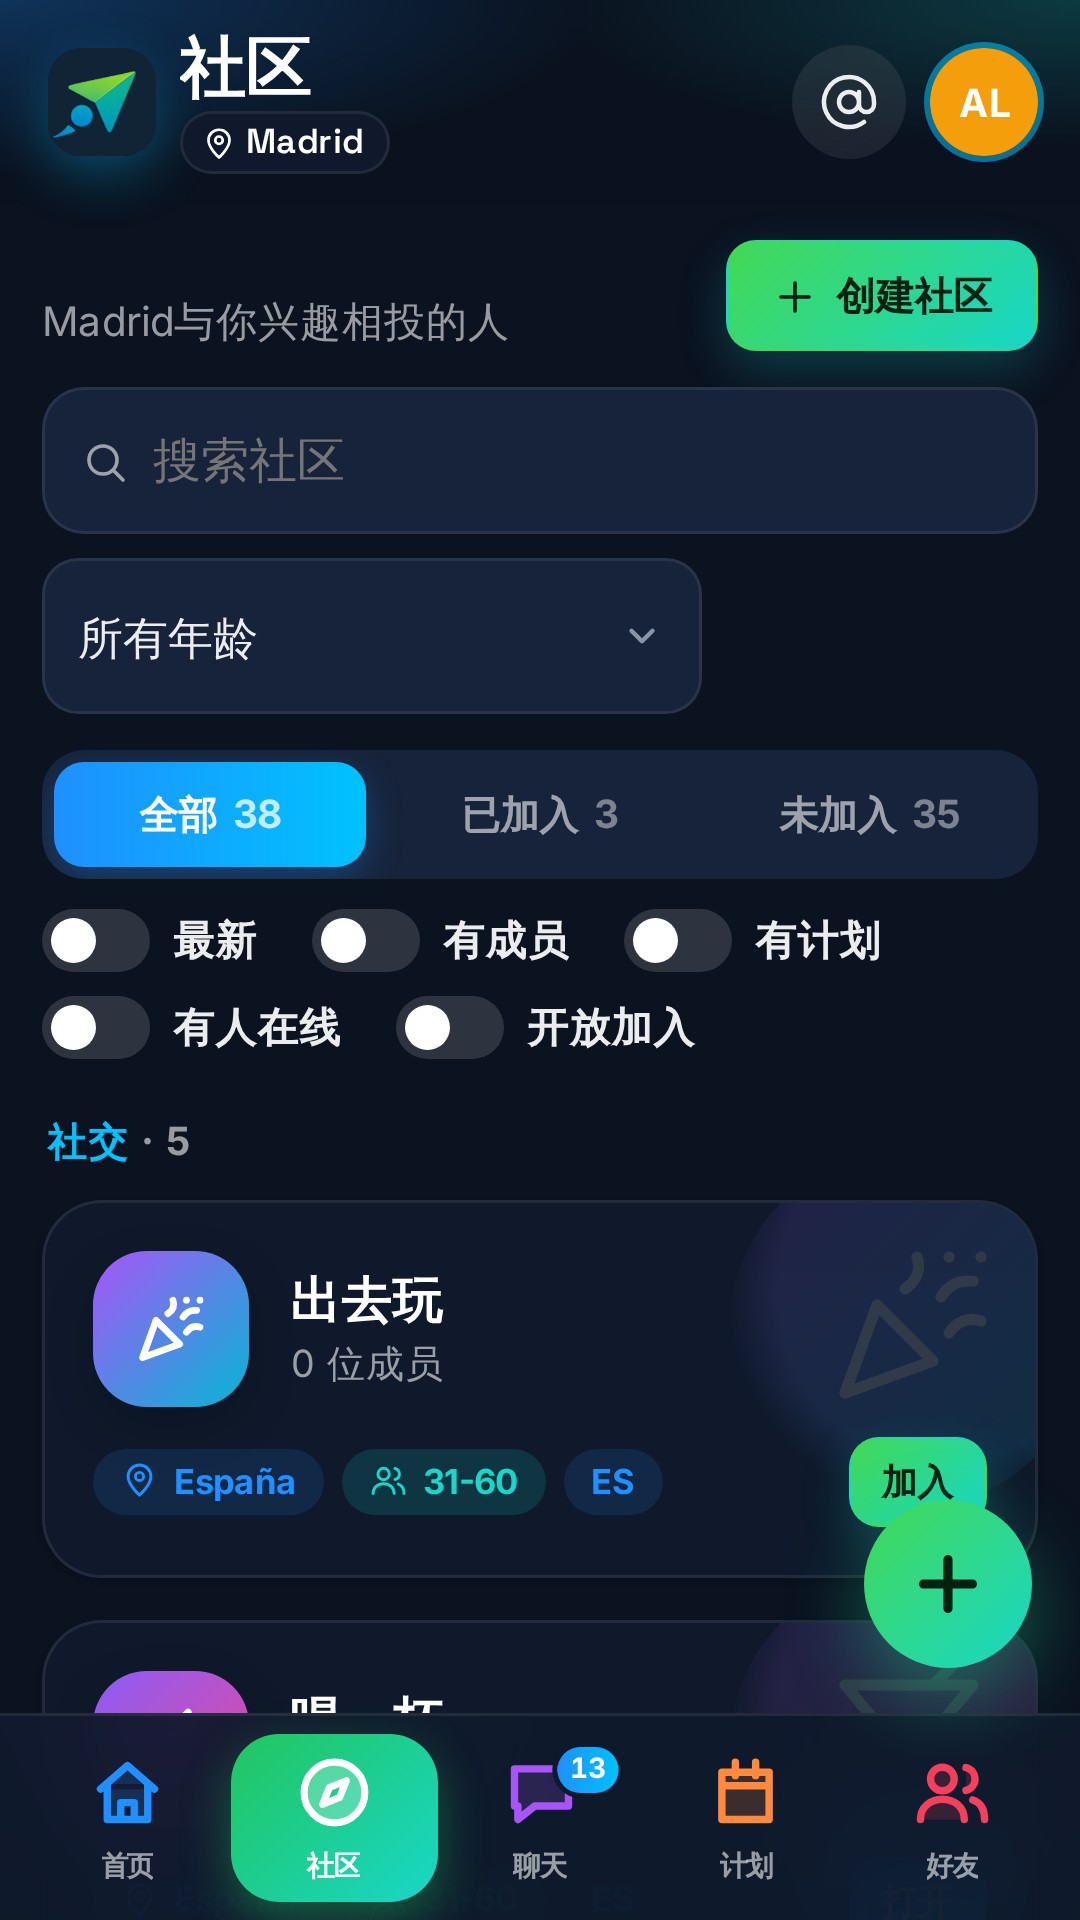 社区
Madrid
AL
Madrid与你兴趣相投的人
创建社区
搜索社区
所有年龄
全部 38
已加入 3
未加入 35
最新
有成员
有计划
有人在线
开放加入
社交 · 5
出去玩
0 位成员
España
31-60
ES
加入
喝一杯
13
首页
社区
聊天
计划
好友